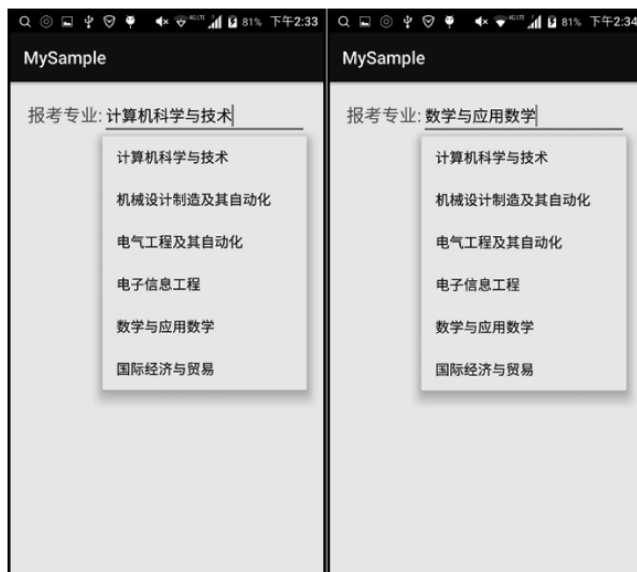 81% 下午2:33
MySample
报考专业: 计算机科学与技术
计算机科学与技术
机械设计制造及其自动化
电气工程及其自动化
电子信息工程
数学与应用数学
国际经济与贸易
81% 下午2:34
MySample
报考专业: 数学与应用数学
计算机科学与技术
机械设计制造及其自动化
电气工程及其自动化
电子信息工程
数学与应用数学
国际经济与贸易